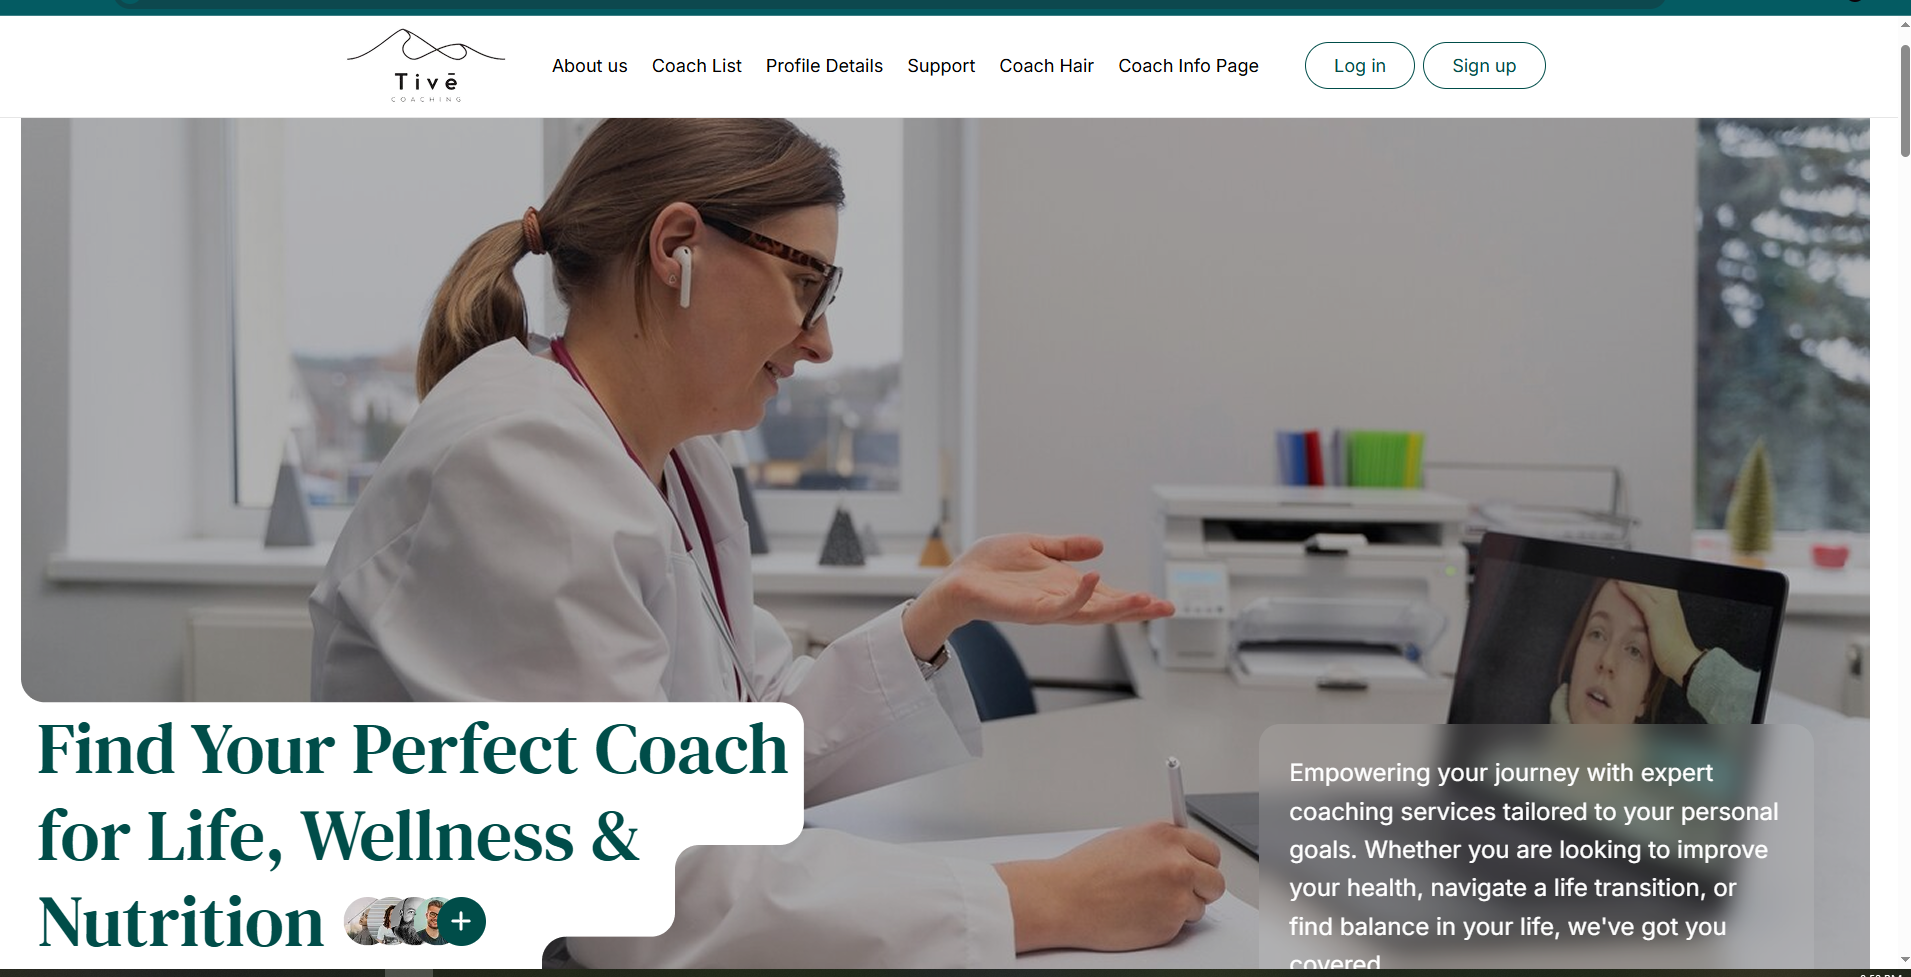 Tivē
COACHING
About us
Coach List
Profile Details
Support
Coach Hair
Coach Info Page
Log in
Sign up
Find Your Perfect Coach
for Life, Wellness &
Nutrition
+
Empowering your journey with expert
coaching services tailored to your personal
goals. Whether you are looking to improve
your health, navigate a life transition, or
find balance in your life, we've got you
covered